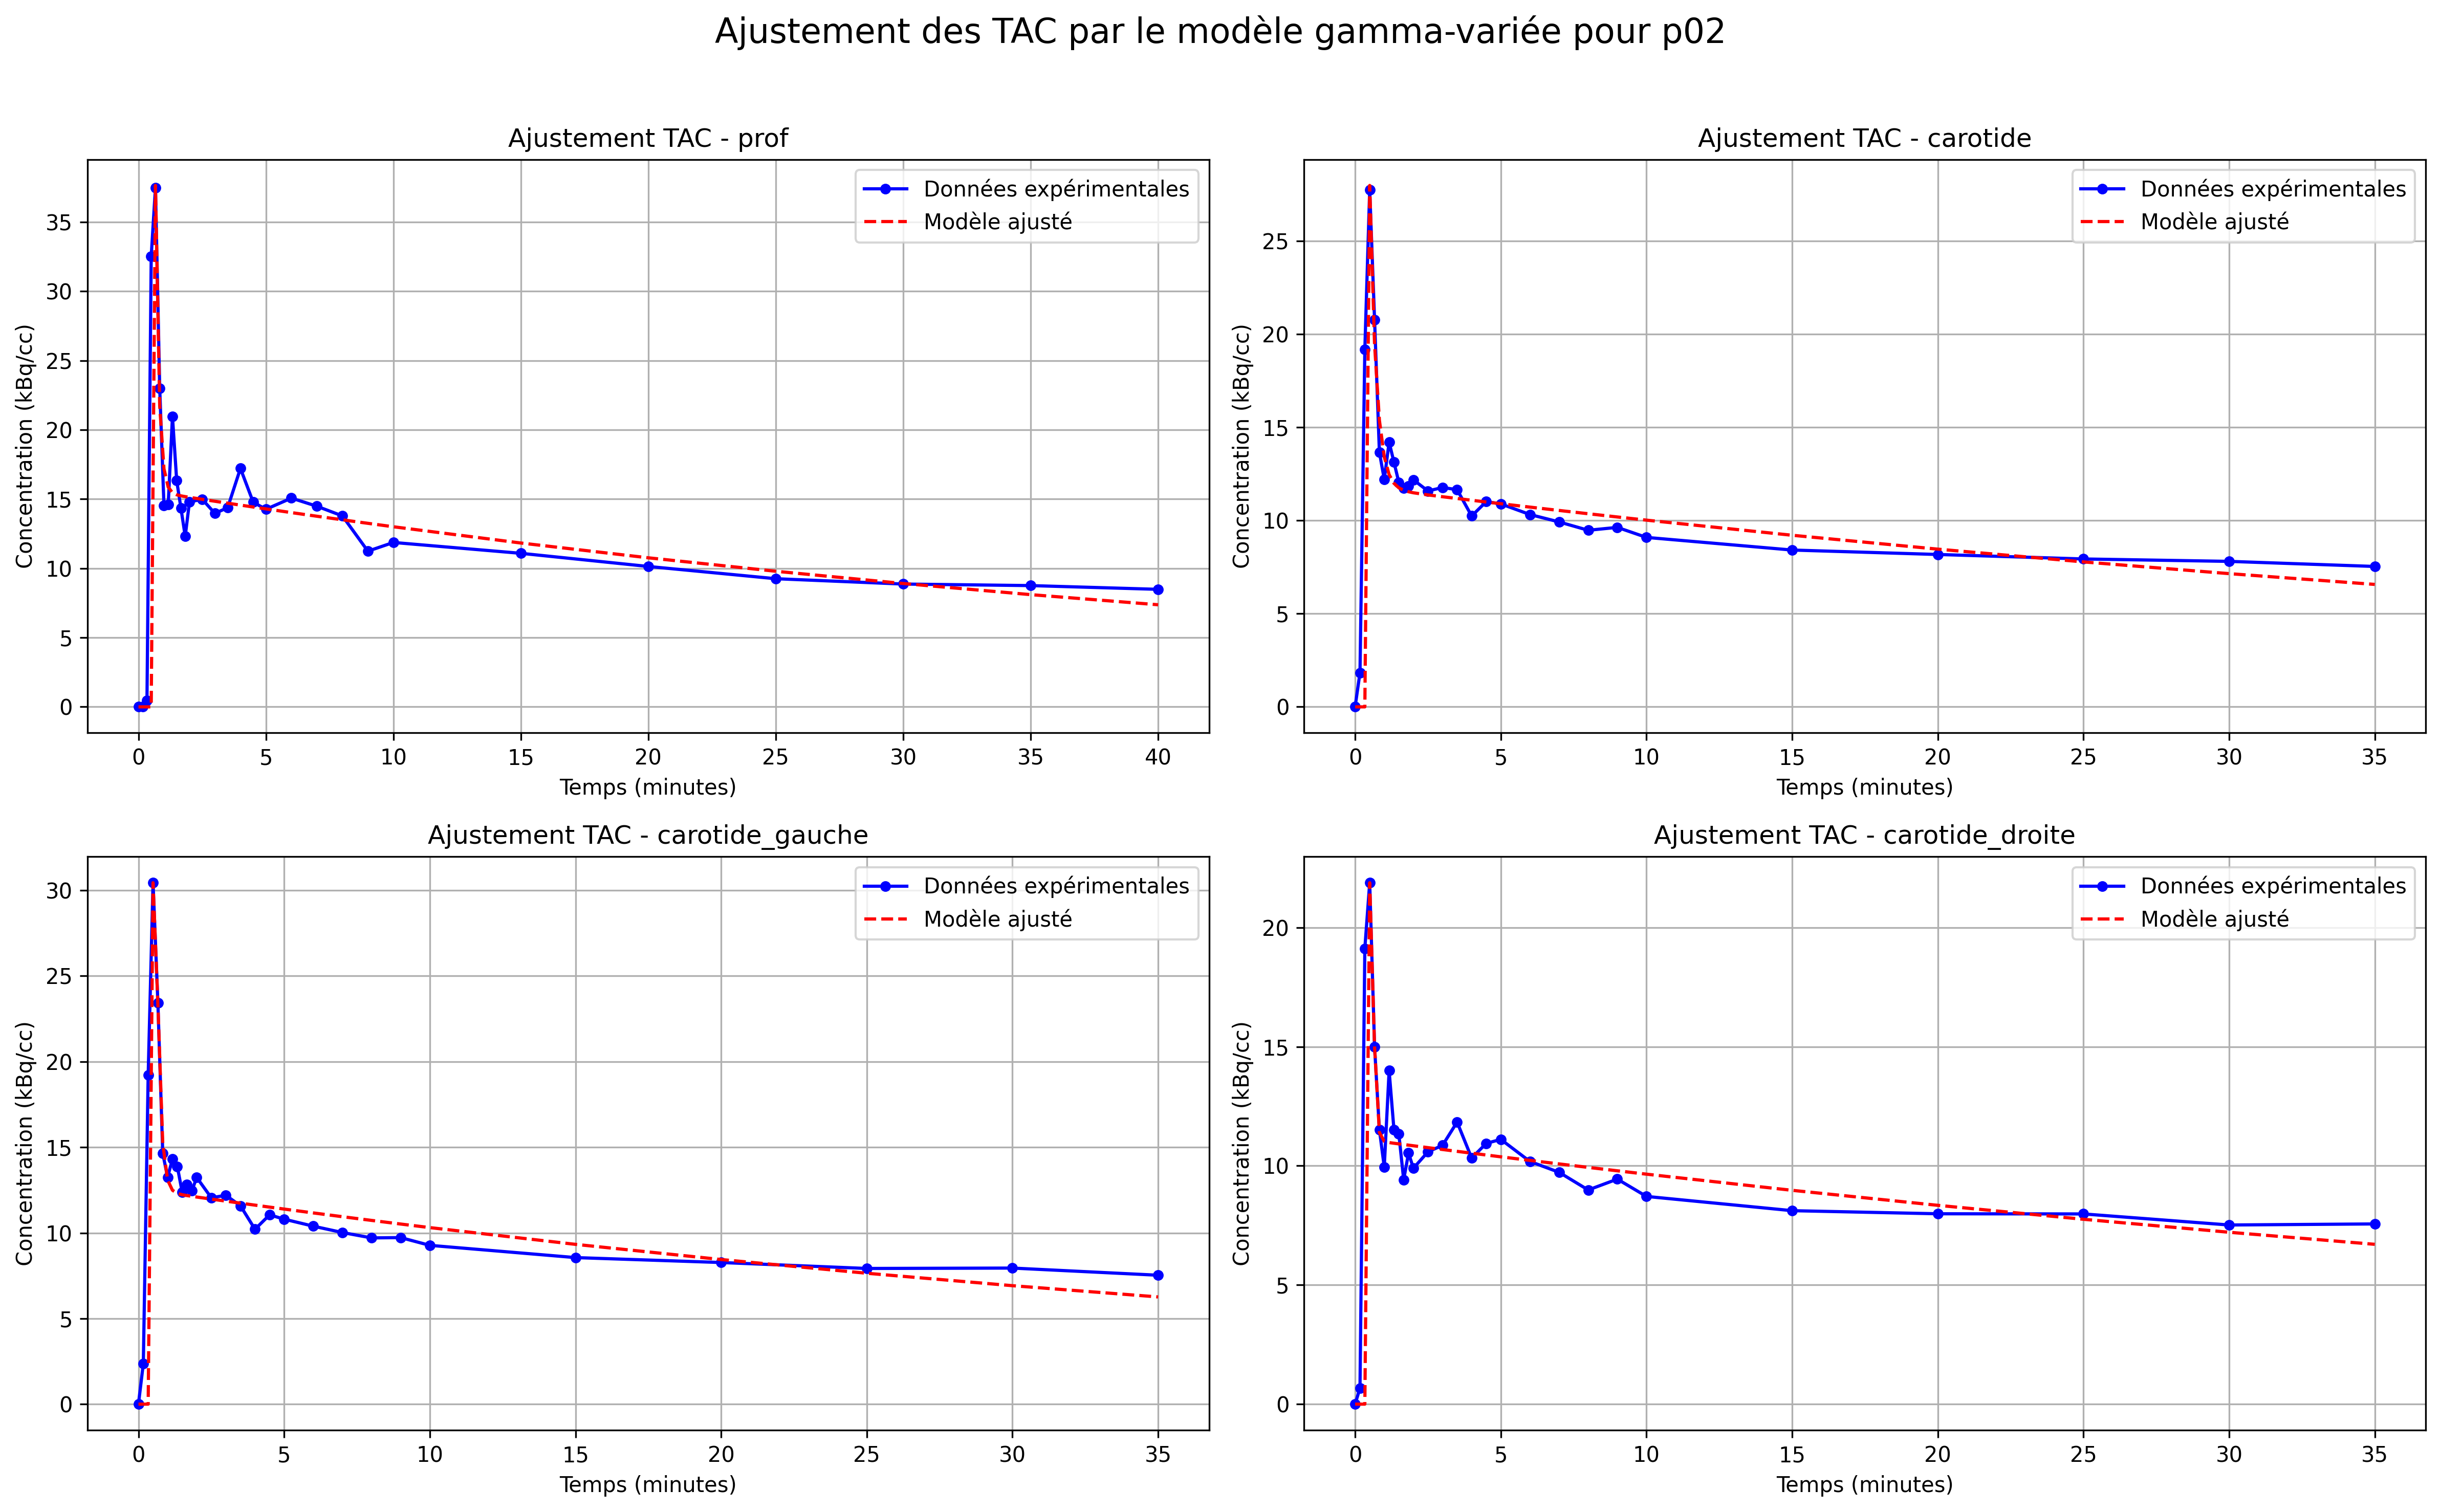 Ajustement des TAC par le modèle gamma-variée pour p02
Ajustement TAC - prof
Concentration (kBq/cc)
35
30
25
20
15
10
5
0
Données expérimentales
Modèle ajusté
0 5 10 15 20 25 30 35 40
Temps (minutes)
Ajustement TAC - carotide
Concentration (kBq/cc)
25
20
15
10
5
0
Données expérimentales
Modèle ajusté
0 5 10 15 20 25 30 35
Temps (minutes)
Ajustement TAC - carotide_gauche
Concentration (kBq/cc)
30
25
20
15
10
5
0
Données expérimentales
Modèle ajusté
0 5 10 15 20 25 30 35
Temps (minutes)
Ajustement TAC - carotide_droite
Concentration (kBq/cc)
20
15
10
5
0
Données expérimentales
Modèle ajusté
0 5 10 15 20 25 30 35
Temps (minutes)